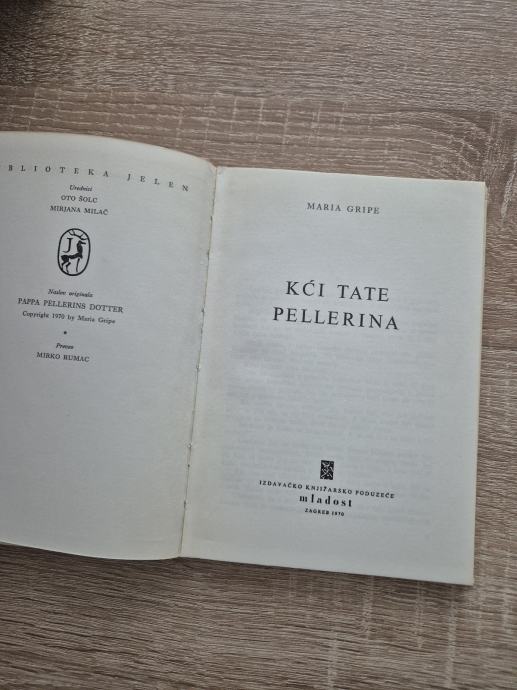 BLIOTEKA JELEN
Urednici
OTO ŠOLC
MIRJANA MILAČ
J
Naslov originala
PAPPA PELLERINS DOTTER
Copyright 1970 by Maria Gripe
*
Preveo
MIRKO RUMAC
MARIA GRIPE
KĆI TATE
PELLERINA
IZDAVAČKO KNJIŽARSKO PODUZEĆE
mladost
ZAGREB 1970